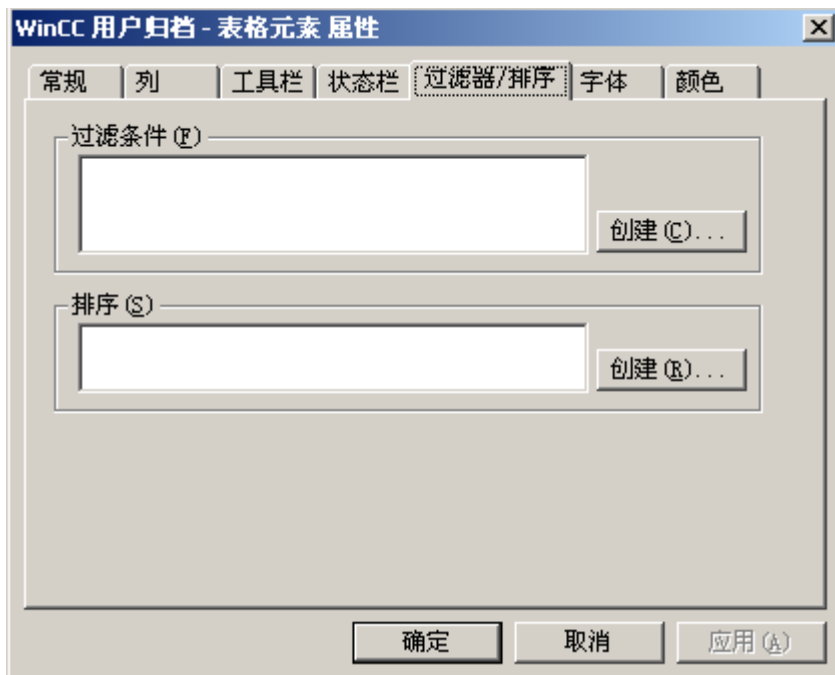 WinCC 用户归档 - 表格元素 属性
常规 列 工具栏 状态栏 过滤器/排序 字体 颜色
过滤条件(F)
创建(C)...
排序(S)
创建(R)...
确定 取消 应用(A)